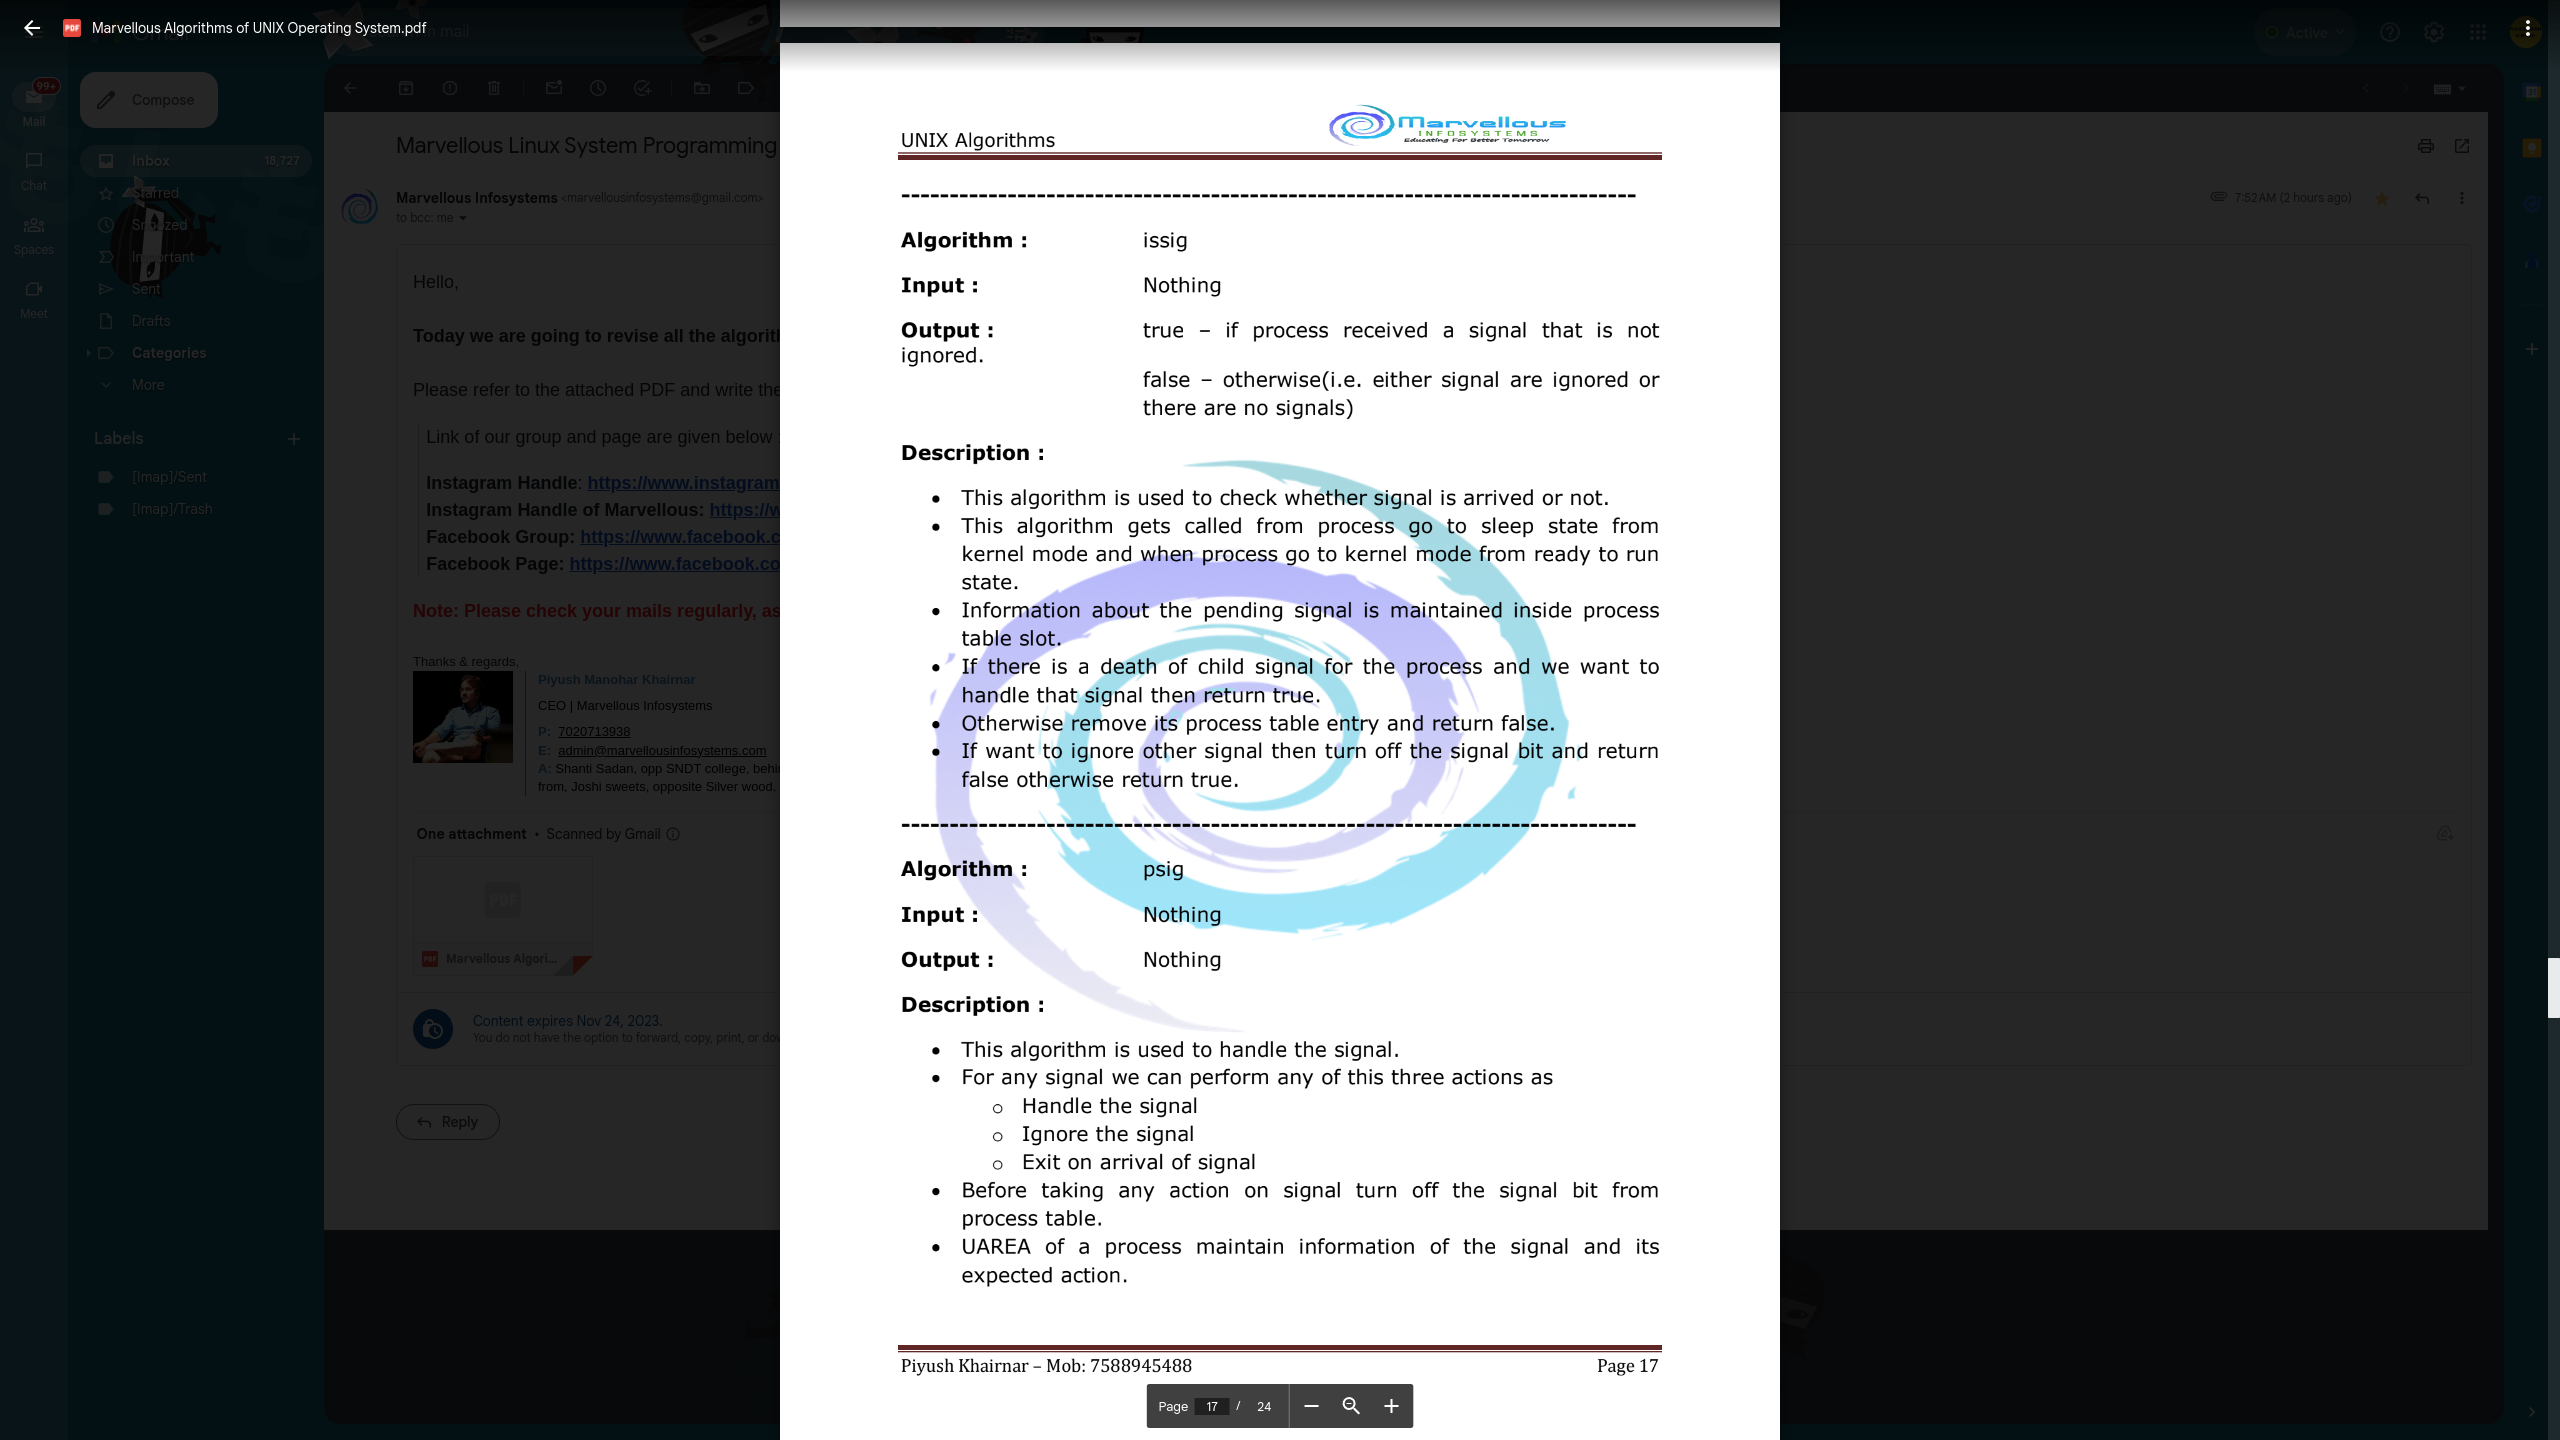 Marvellous Algorithms of UNIX Operating System.pdf
in mail
Active
99+
Mail
Chat
Spaces
Meet
Compose
Inbox 18,727
Starred
Snoozed
Important
Sent
Drafts
Categories
More
Labels
[Imap]/Sent
[Imap]/Trash
Marvellous Linux System Programming
Marvellous Infosystems <marvellousinfosystems@gmail.com>
to bcc: me
7:52 AM (2 hours ago)
Hello,
Today we are going to revise all the algorit
Please refer to the attached PDF and write the
Link of our group and page are given below
Instagram Handle: https://www.instagram
Instagram Handle of Marvellous: https://w
Facebook Group: https://www.facebook.c
Facebook Page: https://www.facebook.co
Note: Please check your mails regularly, as
Thanks & regards,
Piyush Manohar Khairnar
CEO | Marvellous Infosystems
P: 7020713938
E: admin@marvellousinfosystems.com
A: Shanti Sadan, opp SNDT college, behi
from, Joshi sweets, opposite Silver wood,
One attachment • Scanned by Gmail
PDF
PDF Marvellous Algori...
Content expires Nov 24, 2023.
You do not have the option to forward, copy, print, or dow
Reply
UNIX Algorithms
Marvellous
INFOSYSTEMS
Educating For Better Tomorrow
----------------------------------------------------------------------------
Algorithm : issig
Input : Nothing
Output : true – if process received a signal that is not
ignored.
false – otherwise(i.e. either signal are ignored or
there are no signals)
Description :
• This algorithm is used to check whether signal is arrived or not.
• This algorithm gets called from process go to sleep state from
kernel mode and when process go to kernel mode from ready to run
state.
• Information about the pending signal is maintained inside process
table slot.
• If there is a death of child signal for the process and we want to
handle that signal then return true.
• Otherwise remove its process table entry and return false.
• If want to ignore other signal then turn off the signal bit and return
false otherwise return true.
----------------------------------------------------------------------------
Algorithm : psig
Input : Nothing
Output : Nothing
Description :
• This algorithm is used to handle the signal.
• For any signal we can perform any of this three actions as
o Handle the signal
o Ignore the signal
o Exit on arrival of signal
• Before taking any action on signal turn off the signal bit from
process table.
• UAREA of a process maintain information of the signal and its
expected action.
Piyush Khairnar – Mob: 7588945488 Page 17
Page 17 / 24